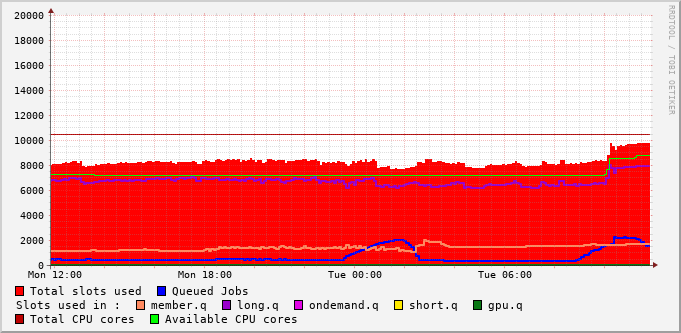 20000
18000
16000
14000
12000
10000
8000
6000
4000
2000
0
Mon 12:00 Mon 18:00 Tue 00:00 Tue 06:00
Total slots used Queued Jobs
Slots used in : member.q long.q ondemand.q short.q gpu.q
Total CPU cores Available CPU cores
RRDTOOL / TOBI OETIKER